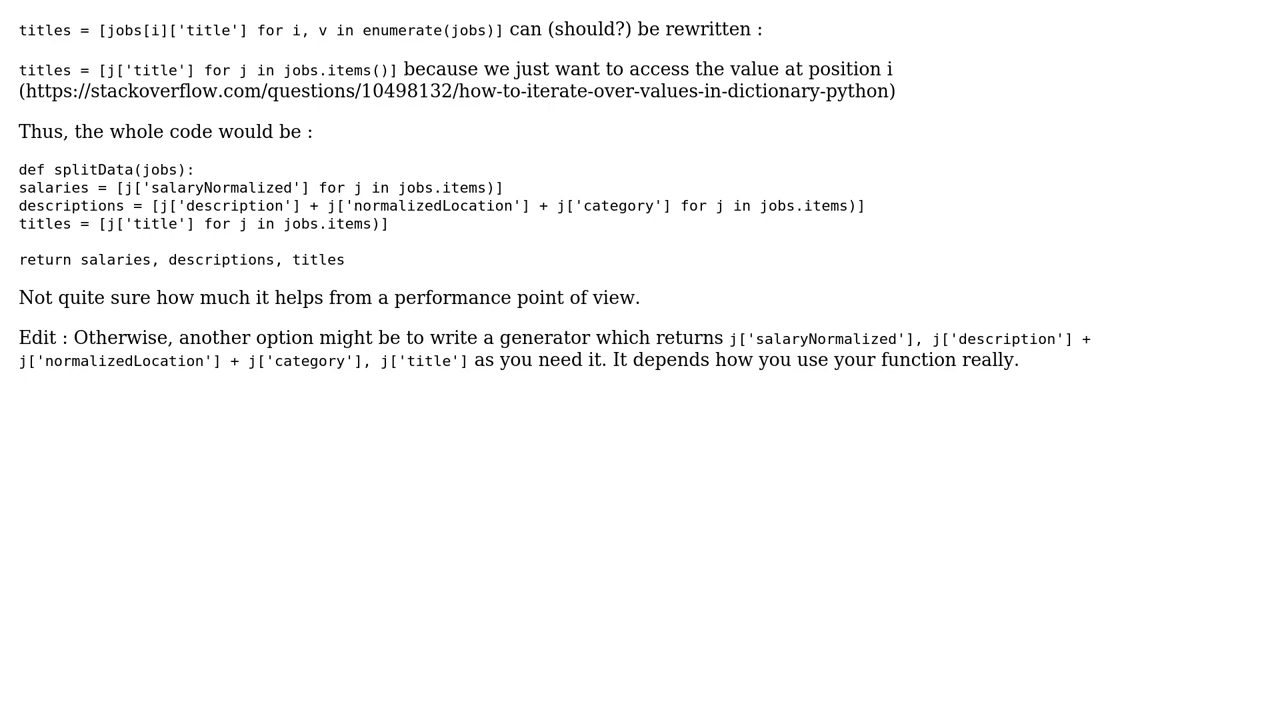 titles = [jobs[i]['title'] for i, v in enumerate(jobs)] can (should?) be rewritten :
titles = [j['title'] for j in jobs.items()] because we just want to access the value at position i
(https://stackoverflow.com/questions/10498132/how-to-iterate-over-values-in-dictionary-python)
Thus, the whole code would be :
def splitData(jobs):
salaries = [j['salaryNormalized'] for j in jobs.items)]
descriptions = [j['description'] + j['normalizedLocation'] + j['category'] for j in jobs.items)]
titles = [j['title'] for j in jobs.items)]
return salaries, descriptions, titles
Not quite sure how much it helps from a performance point of view.
Edit : Otherwise, another option might be to write a generator which returns j['salaryNormalized'], j['description'] +
j['normalizedLocation'] + j['category'], j['title'] as you need it. It depends how you use your function really.